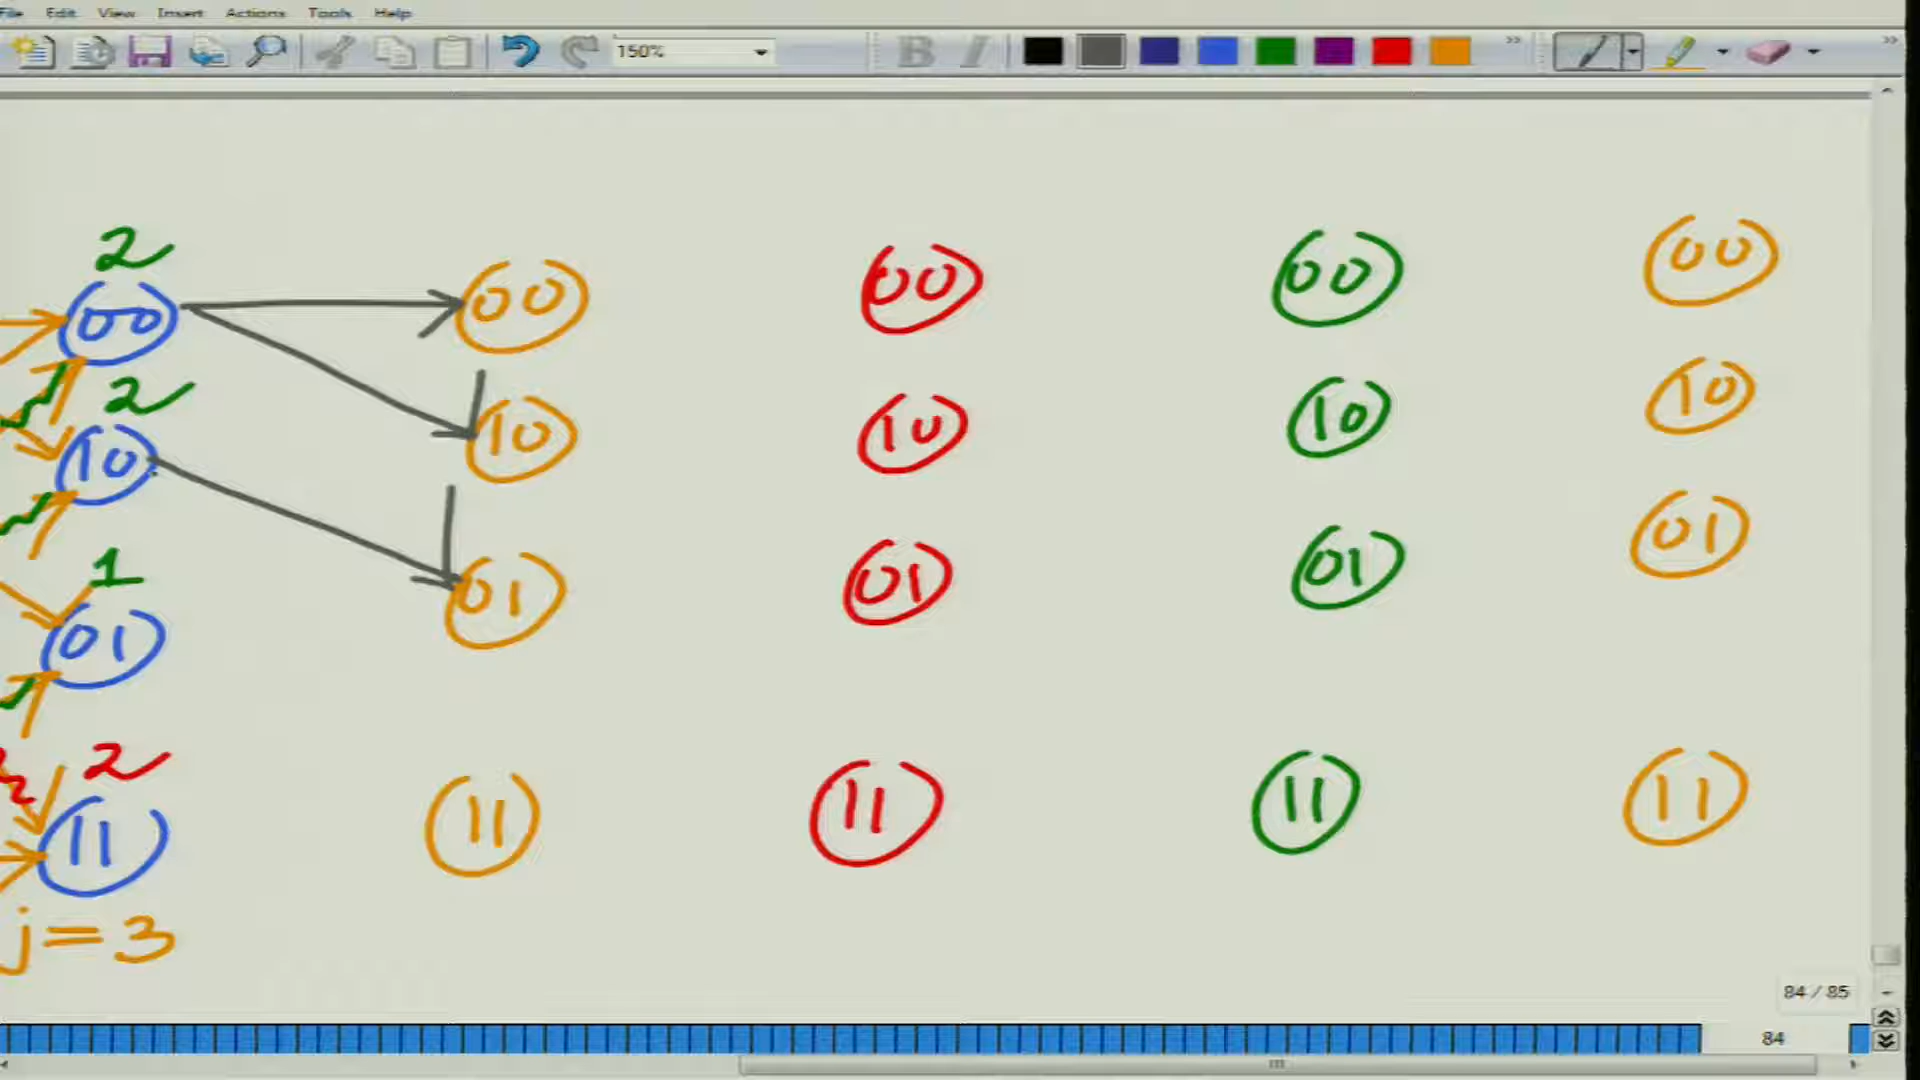 File Edit View Insert Actions Tools Help
150% B I
2
00 00 00 00 00
2
10 10 10 10 10
1
01 01 01 01 01
2
11 11 11 11 11
j=3
84 / 85
84